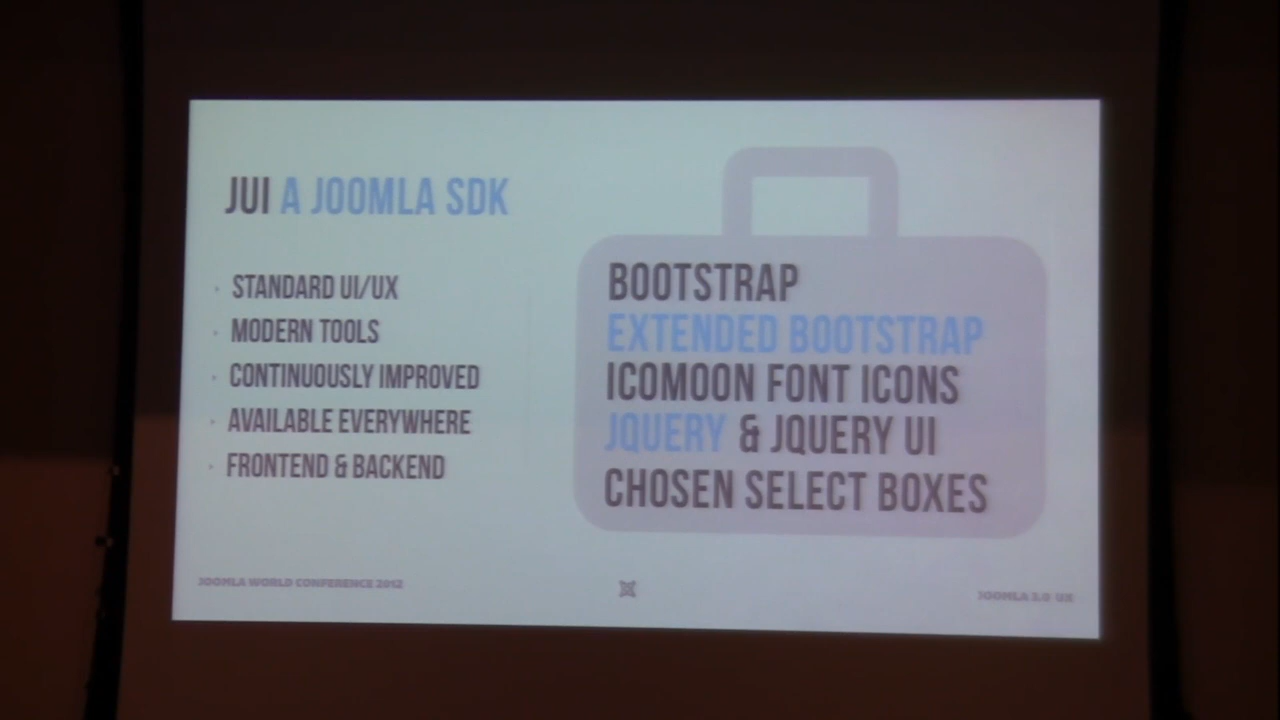 JUI A JOOMLA SDK
STANDARD UI/UX
MODERN TOOLS
CONTINUOUSLY IMPROVED
AVAILABLE EVERYWHERE
FRONTEND & BACKEND
BOOTSTRAP
EXTENDED BOOTSTRAP
ICOMOON FONT ICONS
JQUERY & JQUERY UI
CHOSEN SELECT BOXES
JOOMLA WORLD CONFERENCE 2012
JOOMLA 3.0 UX